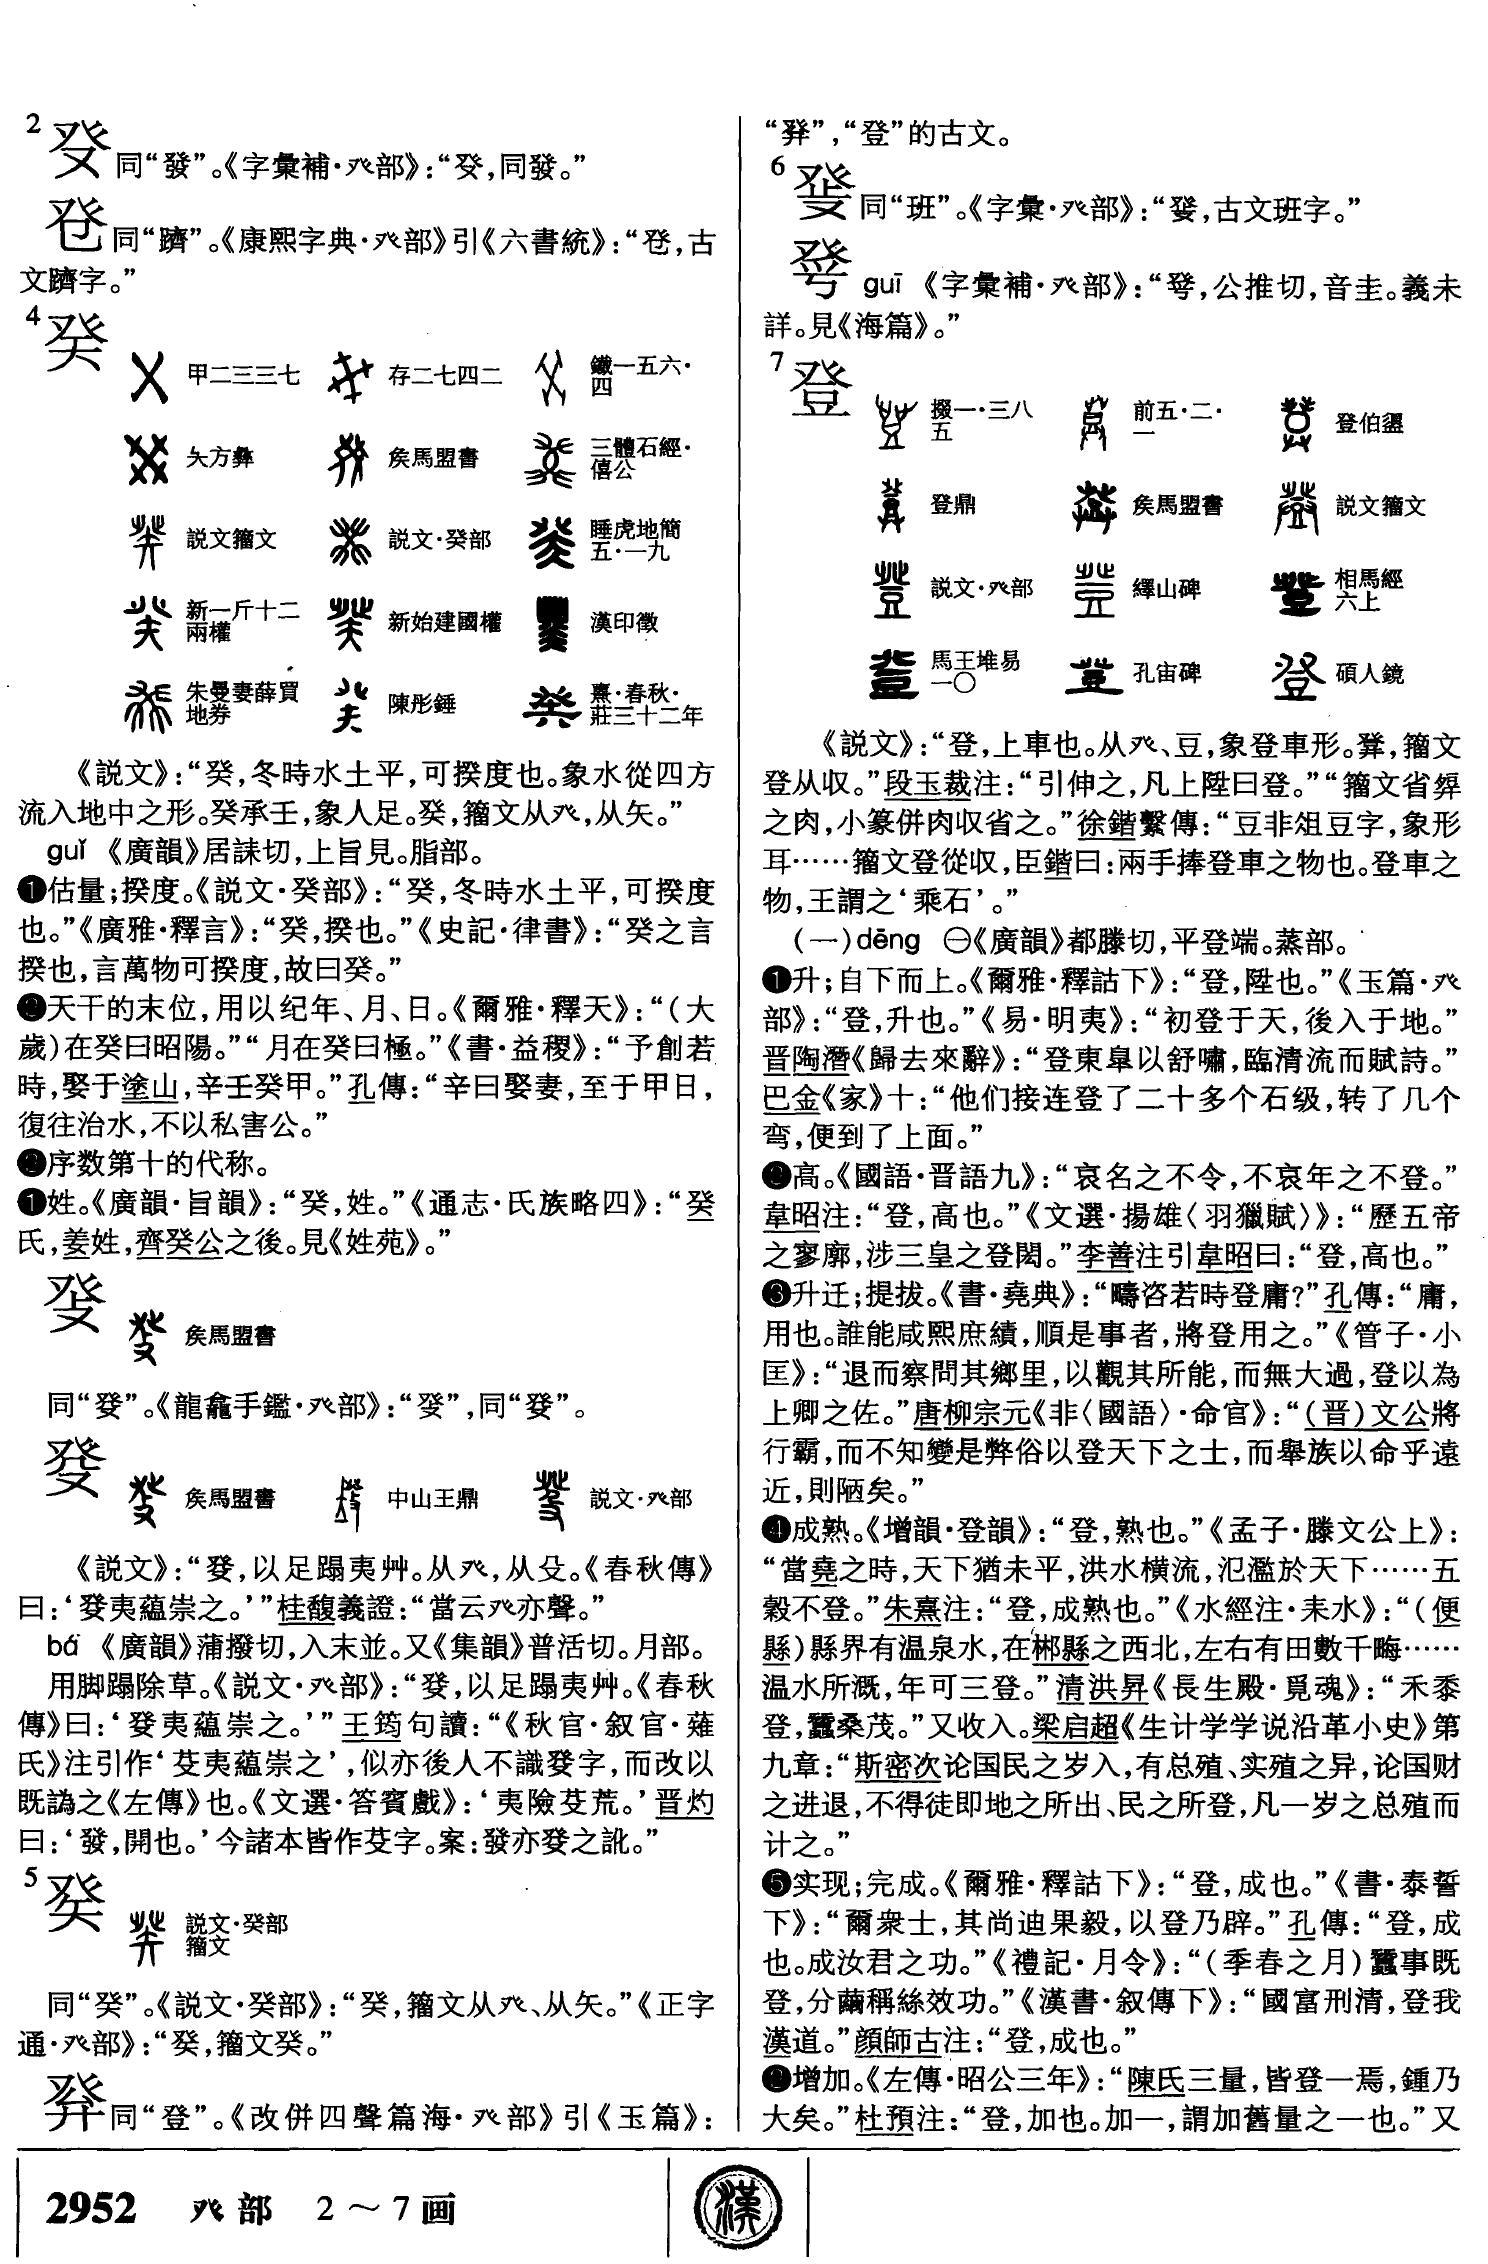 2
癹同“發”。《字彙補·癶部》：“癹，同發。”
同“躋”。《康熙字典·癶部》引《六書統》：“，古
文躋字。”
4
癸
甲二三三七 存二七四二 鐵一五六·
四
矢方彝 矦馬盟書 三體石經·
僖公
説文籀文 説文·癸部 睡虎地簡
五·一九
新一斤十二
兩權 新始建國權 漢印徵
朱曼妻薛買
地券 陳彤錘 熹·春秋·
莊三十二年
《説文》：“癸，冬時水土平，可揆度也。象水從四方
流入地中之形。癸承壬，象人足。癸，籀文从癶，从矢。”
guǐ 《廣韻》居誄切，上旨見。脂部。
❶估量；揆度。《説文·癸部》：“癸，冬時水土平，可揆度
也。”《廣雅·釋言》：“癸，揆也。”《史記·律書》：“癸之言
揆也，言萬物可揆度，故曰癸。”
❷天干的末位，用以纪年、月、日。《爾雅·釋天》：“（大
歲）在癸曰昭陽。”“月在癸曰極。”《書·益稷》：“予創若
時，娶于塗山，辛壬癸甲。”孔傳：“辛日娶妻，至于甲日，
復往治水，不以私害公。”
❸序数第十的代称。
❹姓。《廣韻·旨韻》：“癸，姓。”《通志·氏族略四》：“癸
氏，姜姓，齊癸公之後。見《姓苑》。”
矦馬盟書
同“癹”。《龍龕手鑑·癶部》：“”，同“癹”。
癹
矦馬盟書 中山王鼎 説文·癶部
《説文》：“癹，以足蹋夷艸。从癶，从殳。《春秋傳》
曰：‘癹夷蕴崇之。’”桂馥義證：“當云癶亦聲。”
bá 《廣韻》蒲撥切，入末並。又《集韻》普活切。月部。
用脚蹋除草。《説文·癶部》：“癹，以足蹋夷艸。《春秋
傳》曰：‘癹夷蕴崇之。’”王筠句讀：“《秋官·叙官·薙
氏》注引作‘芟夷蕴崇之’，似亦後人不識癹字，而改以
既譌之《左傳》也。《文選·答賓戲》：‘夷險芟荒。’晋灼
曰：‘發，開也。’今諸本皆作芟字。案：發亦癹之訛。”
5
説文·癸部
籀文
同“癸”。《説文·癸部》：“癸，籀文从癶、从矢。”《正字
通·癶部》：“，籀文癸。”
同“登”。《改併四聲篇海·癶部》引《玉篇》：
“”，“登”的古文。
6
同“班”。《字彙·癶部》：“，古文班字。”
guī 《字彙補·癶部》：“，公推切，音圭。義未
詳。見《海篇》。”
7
登
掇一·三八
五 前五·二·
一 登伯盨
登鼎 矦馬盟書 説文籀文
説文·癶部 繹山碑 相馬經
六上
馬王堆易
一〇 孔宙碑 碩人鏡
《説文》：“登，上車也。从癶、豆，象登車形。，籀文
登从収。”段玉裁注：“引伸之，凡上陞曰登。”“籀文省
之肉，小篆併肉収省之。”徐鍇繫傳：“豆非俎豆字，象形
耳……籀文登從収，臣鍇曰：兩手捧登車之物也。登車之
物，王謂之‘乘石’。”
（一）dēng ㊀《廣韻》都滕切，平登端。蒸部。
❶升；自下而上。《爾雅·釋詁下》：“登，陞也。”《玉篇·癶
部》：“登，升也。”《易·明夷》：“初登于天，後入于地。”
晋陶潛《歸去來辭》：“登東皐以舒嘯，臨清流而賦詩。”
巴金《家》十：“他们接连登了二十多个石级，转了几个
弯，便到了上面。”
❷高。《國語·晋語九》：“哀名之不令，不哀年之不登。”
韋昭注：“登，高也。”《文選·揚雄〈羽獵賦〉》：“歷五帝
之寥廓，涉三皇之登閎。”李善注引韋昭曰：“登，高也。”
❸升迁；提拔。《書·堯典》：“疇咨若時登庸？”孔傳：“庸，
用也。誰能咸熙庶績，順是事者，將登用之。”《管子·小
匡》：“退而察問其鄉里，以觀其所能，而無大過，登以為
上卿之佐。”唐柳宗元《非〈國語〉·命官》：“（晋）文公將
行霸，而不知變是弊俗以登天下之士，而舉族以命乎遠
近，則陋矣。”
❹成熟。《增韻·登韻》：“登，熟也。”《孟子·滕文公上》：
“當堯之時，天下猶未平，洪水横流，氾濫於天下……五
榖不登。”朱熹注：“登，成熟也。”《水經注·耒水》：“（便
縣）縣界有温泉水，在郴縣之西北，左右有田數千畮……
温水所溉，年可三登。”清洪昇《長生殿·覓魂》：“禾黍
登，蠶桑茂。”又收入。梁启超《生计学学说沿革小史》第
九章：“斯密次论国民之岁入，有总殖、实殖之异，论国财
之进退，不得徒即地之所出、民之所登，凡一岁之总殖而
计之。”
❺实现；完成。《爾雅·釋詁下》：“登，成也。”《書·泰誓
下》：“爾衆士，其尚迪果毅，以登乃辟。”孔傳：“登，成
也。成汝君之功。”《禮記·月令》：“（季春之月）蠶事既
登，分繭稱絲效功。”《漢書·叙傳下》：“國富刑清，登我
漢道。”顔師古注：“登，成也。”
❻增加。《左傳·昭公三年》：“陳氏三量，皆登一焉，鍾乃
大矣。”杜預注：“登，加也。加一，謂加舊量之一也。”又
2952 癶部 2～7画
漢